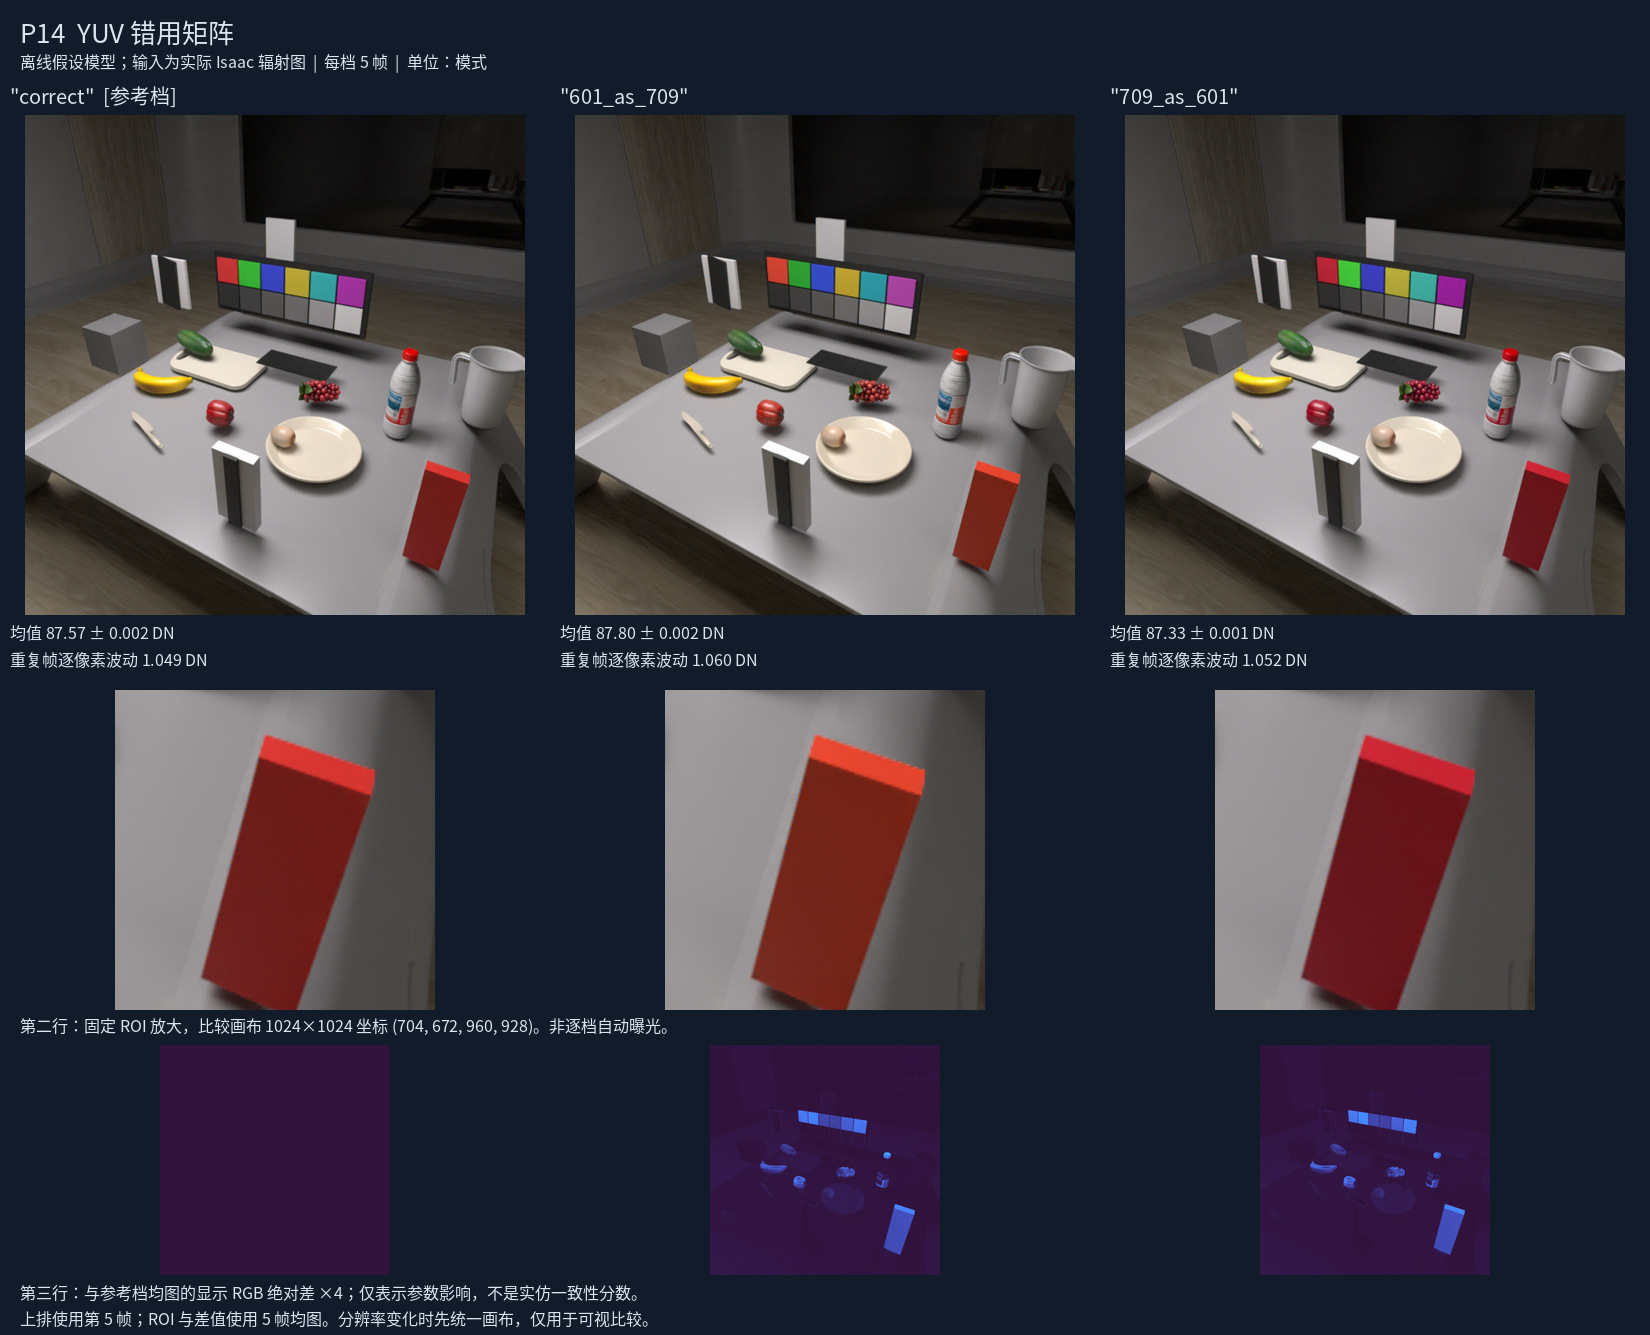 P14 YUV 错用矩阵
离线假设模型；输入为实际 Isaac 辐射图 | 每档 5 帧 | 单位：模式
"correct" [参考档]
"601_as_709"
"709_as_601"
均值 87.57 ± 0.002 DN
重复帧逐像素波动 1.049 DN
均值 87.80 ± 0.002 DN
重复帧逐像素波动 1.060 DN
均值 87.33 ± 0.001 DN
重复帧逐像素波动 1.052 DN
第二行：固定 ROI 放大，比较画布 1024×1024 坐标 (704, 672, 960, 928)。非逐档自动曝光。
第三行：与参考档均图的显示 RGB 绝对差 ×4；仅表示参数影响，不是实仿一致性分数。
上排使用第 5 帧；ROI 与差值使用 5 帧均图。分辨率变化时先统一画布，仅用于可视比较。